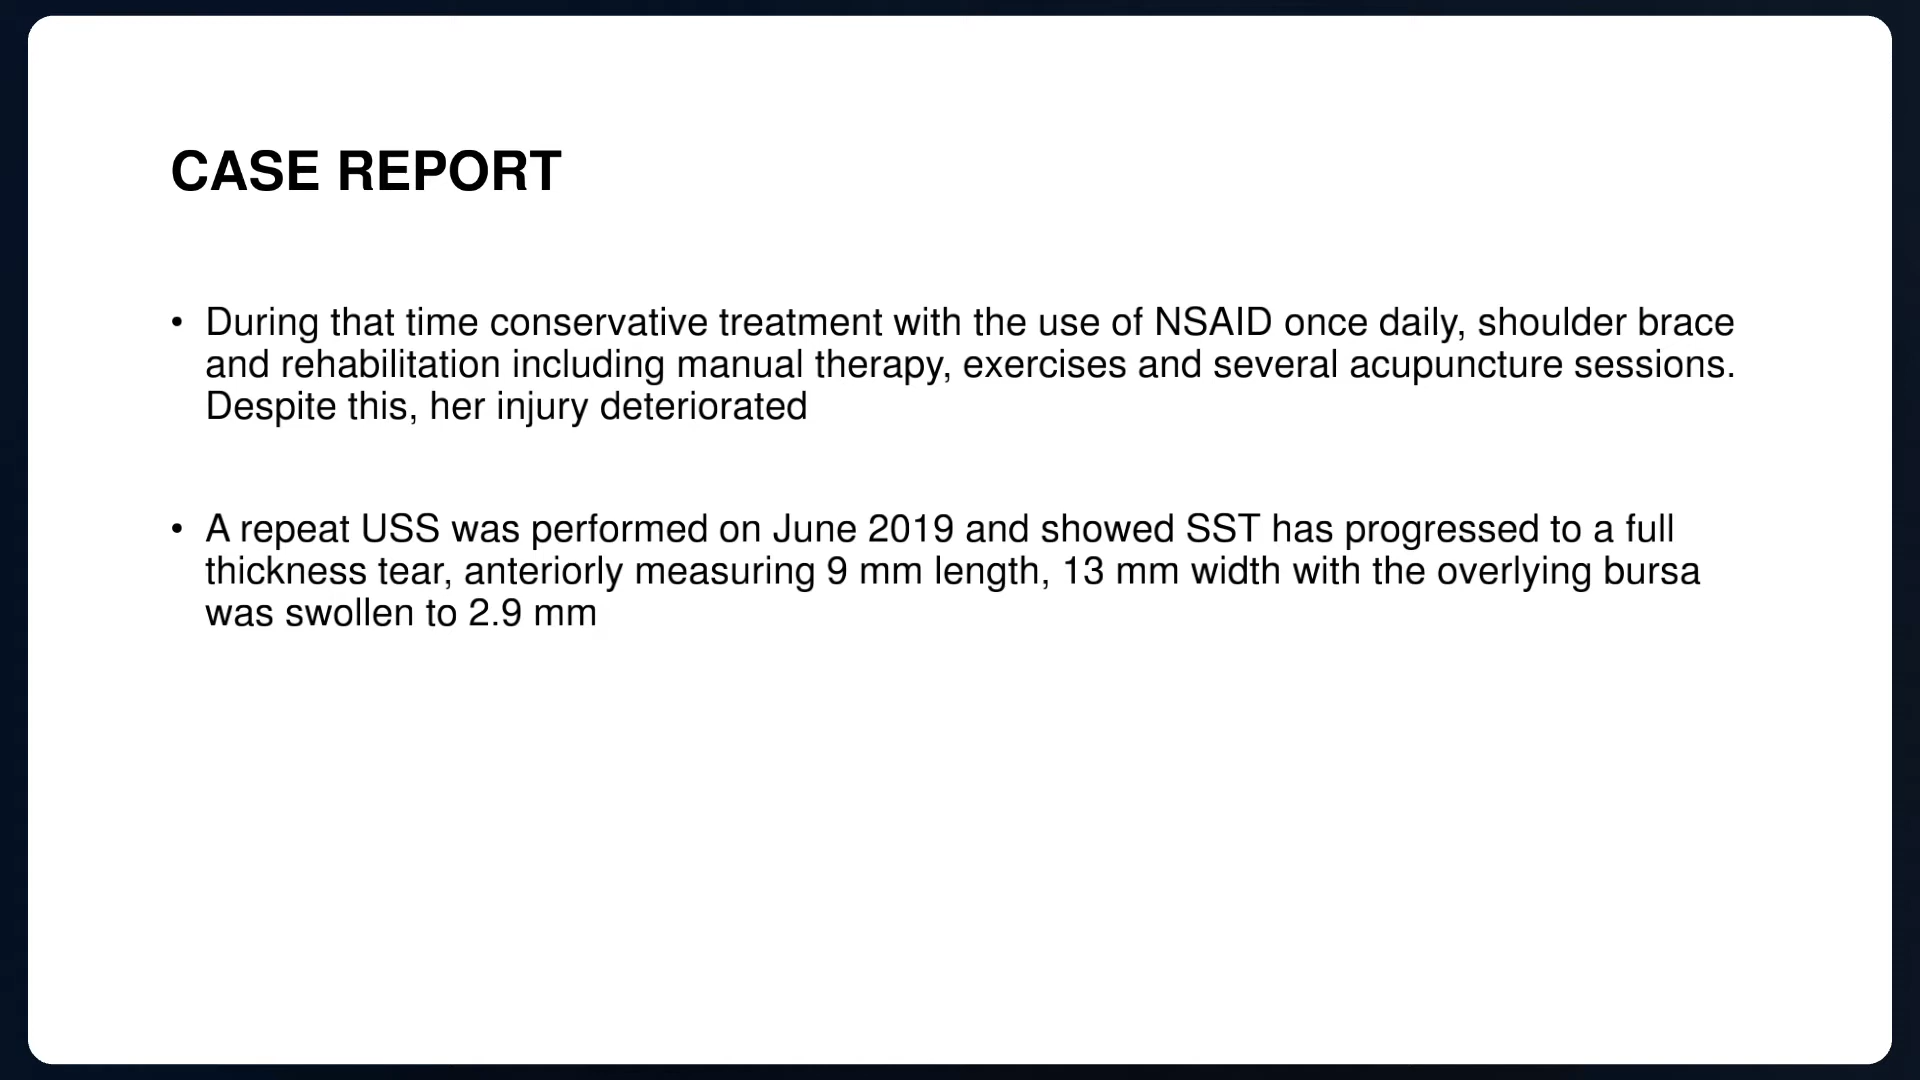 CASE REPORT
• During that time conservative treatment with the use of NSAID once daily, shoulder brace
and rehabilitation including manual therapy, exercises and several acupuncture sessions.
Despite this, her injury deteriorated
• A repeat USS was performed on June 2019 and showed SST has progressed to a full
thickness tear, anteriorly measuring 9 mm length, 13 mm width with the overlying bursa
was swollen to 2.9 mm